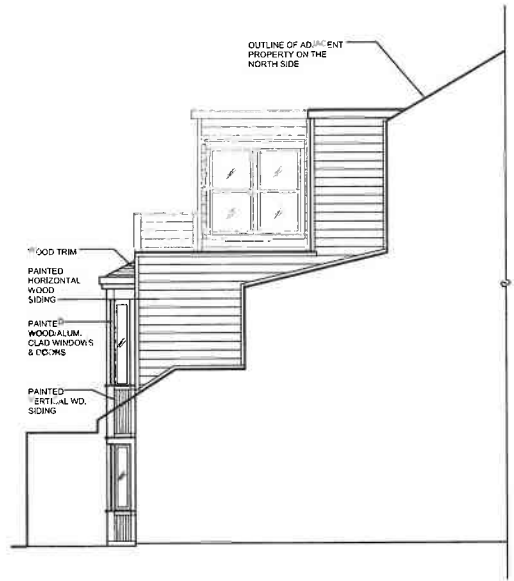 OUTLINE OF ADJACENT
PROPERTY ON THE
NORTH SIDE
WOOD TRIM
PAINTED
HORIZONTAL
WOOD
SIDING
PAINTED
WOOD/ALUM.
CLAD WINDOWS
& DOORS
PAINTED
VERTICAL WD.
SIDING